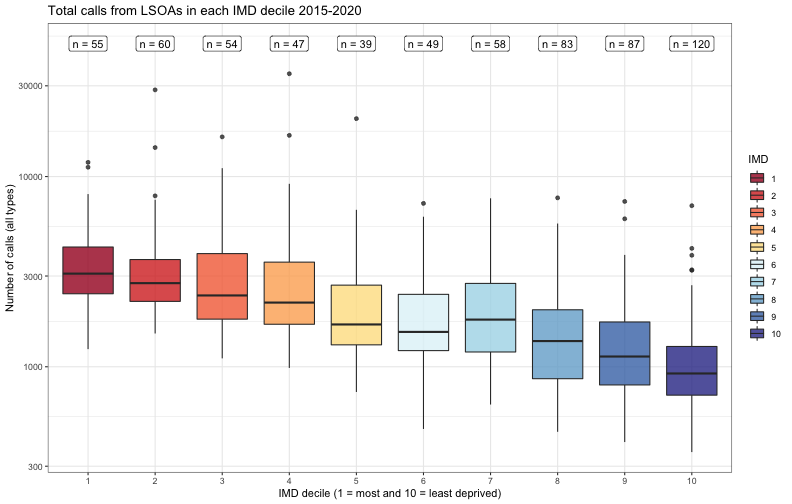 Total calls from LSOAs in each IMD decile 2015-2020
n = 55 n = 60 n = 54 n = 47 n = 39 n = 49 n = 58 n = 83 n = 87 n = 120
30000
10000
3000
1000
300
Number of calls (all types)
1 2 3 4 5 6 7 8 9 10
IMD decile (1 = most and 10 = least deprived)
IMD
1
2
3
4
5
6
7
8
9
10